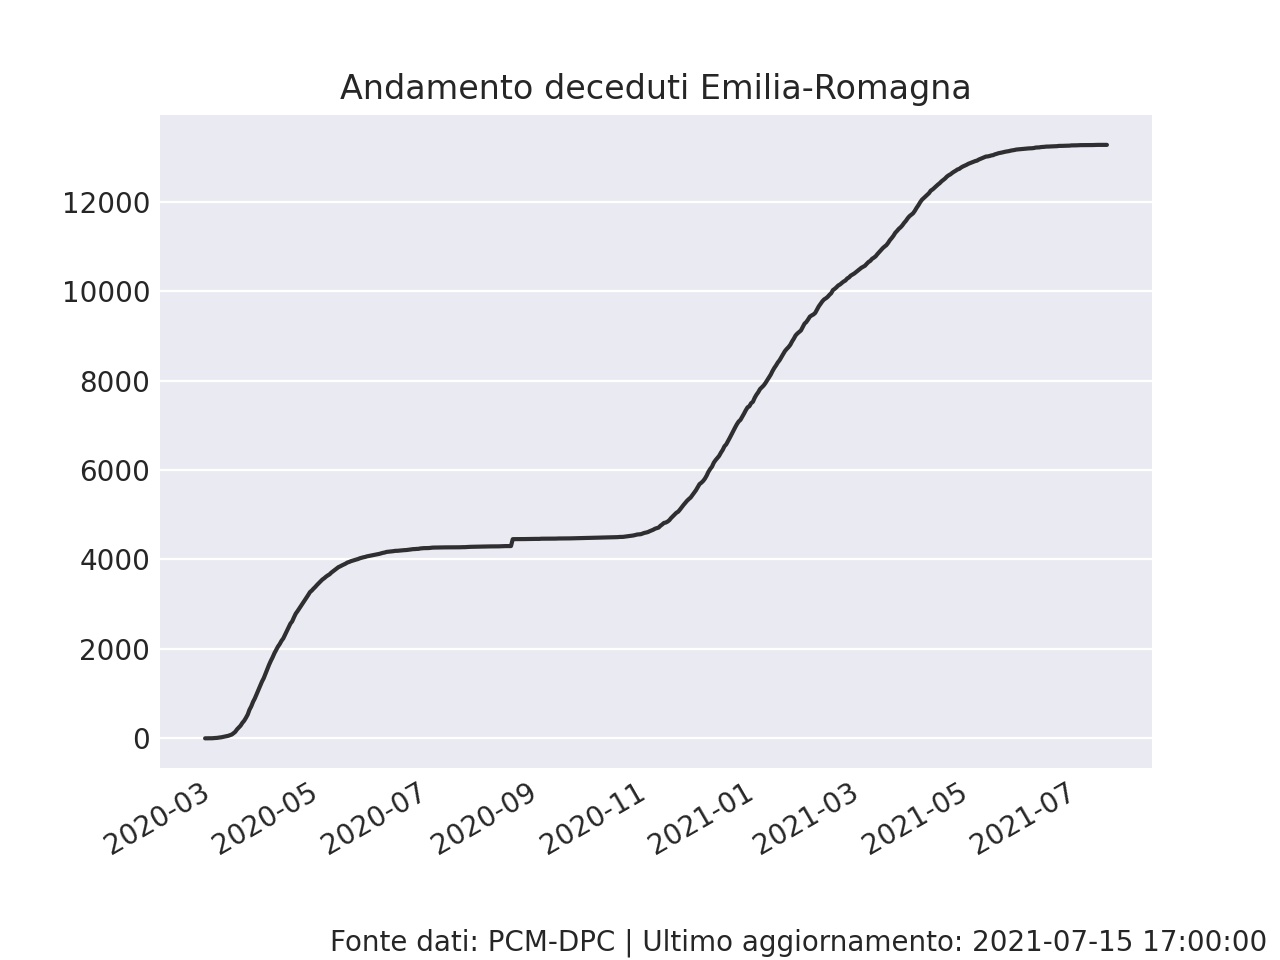 Andamento deceduti Emilia-Romagna
12000
10000
8000
6000
4000
2000
0
2020-03 2020-05 2020-07 2020-09 2020-11 2021-01 2021-03 2021-05 2021-07
Fonte dati: PCM-DPC | Ultimo aggiornamento: 2021-07-15 17:00:00